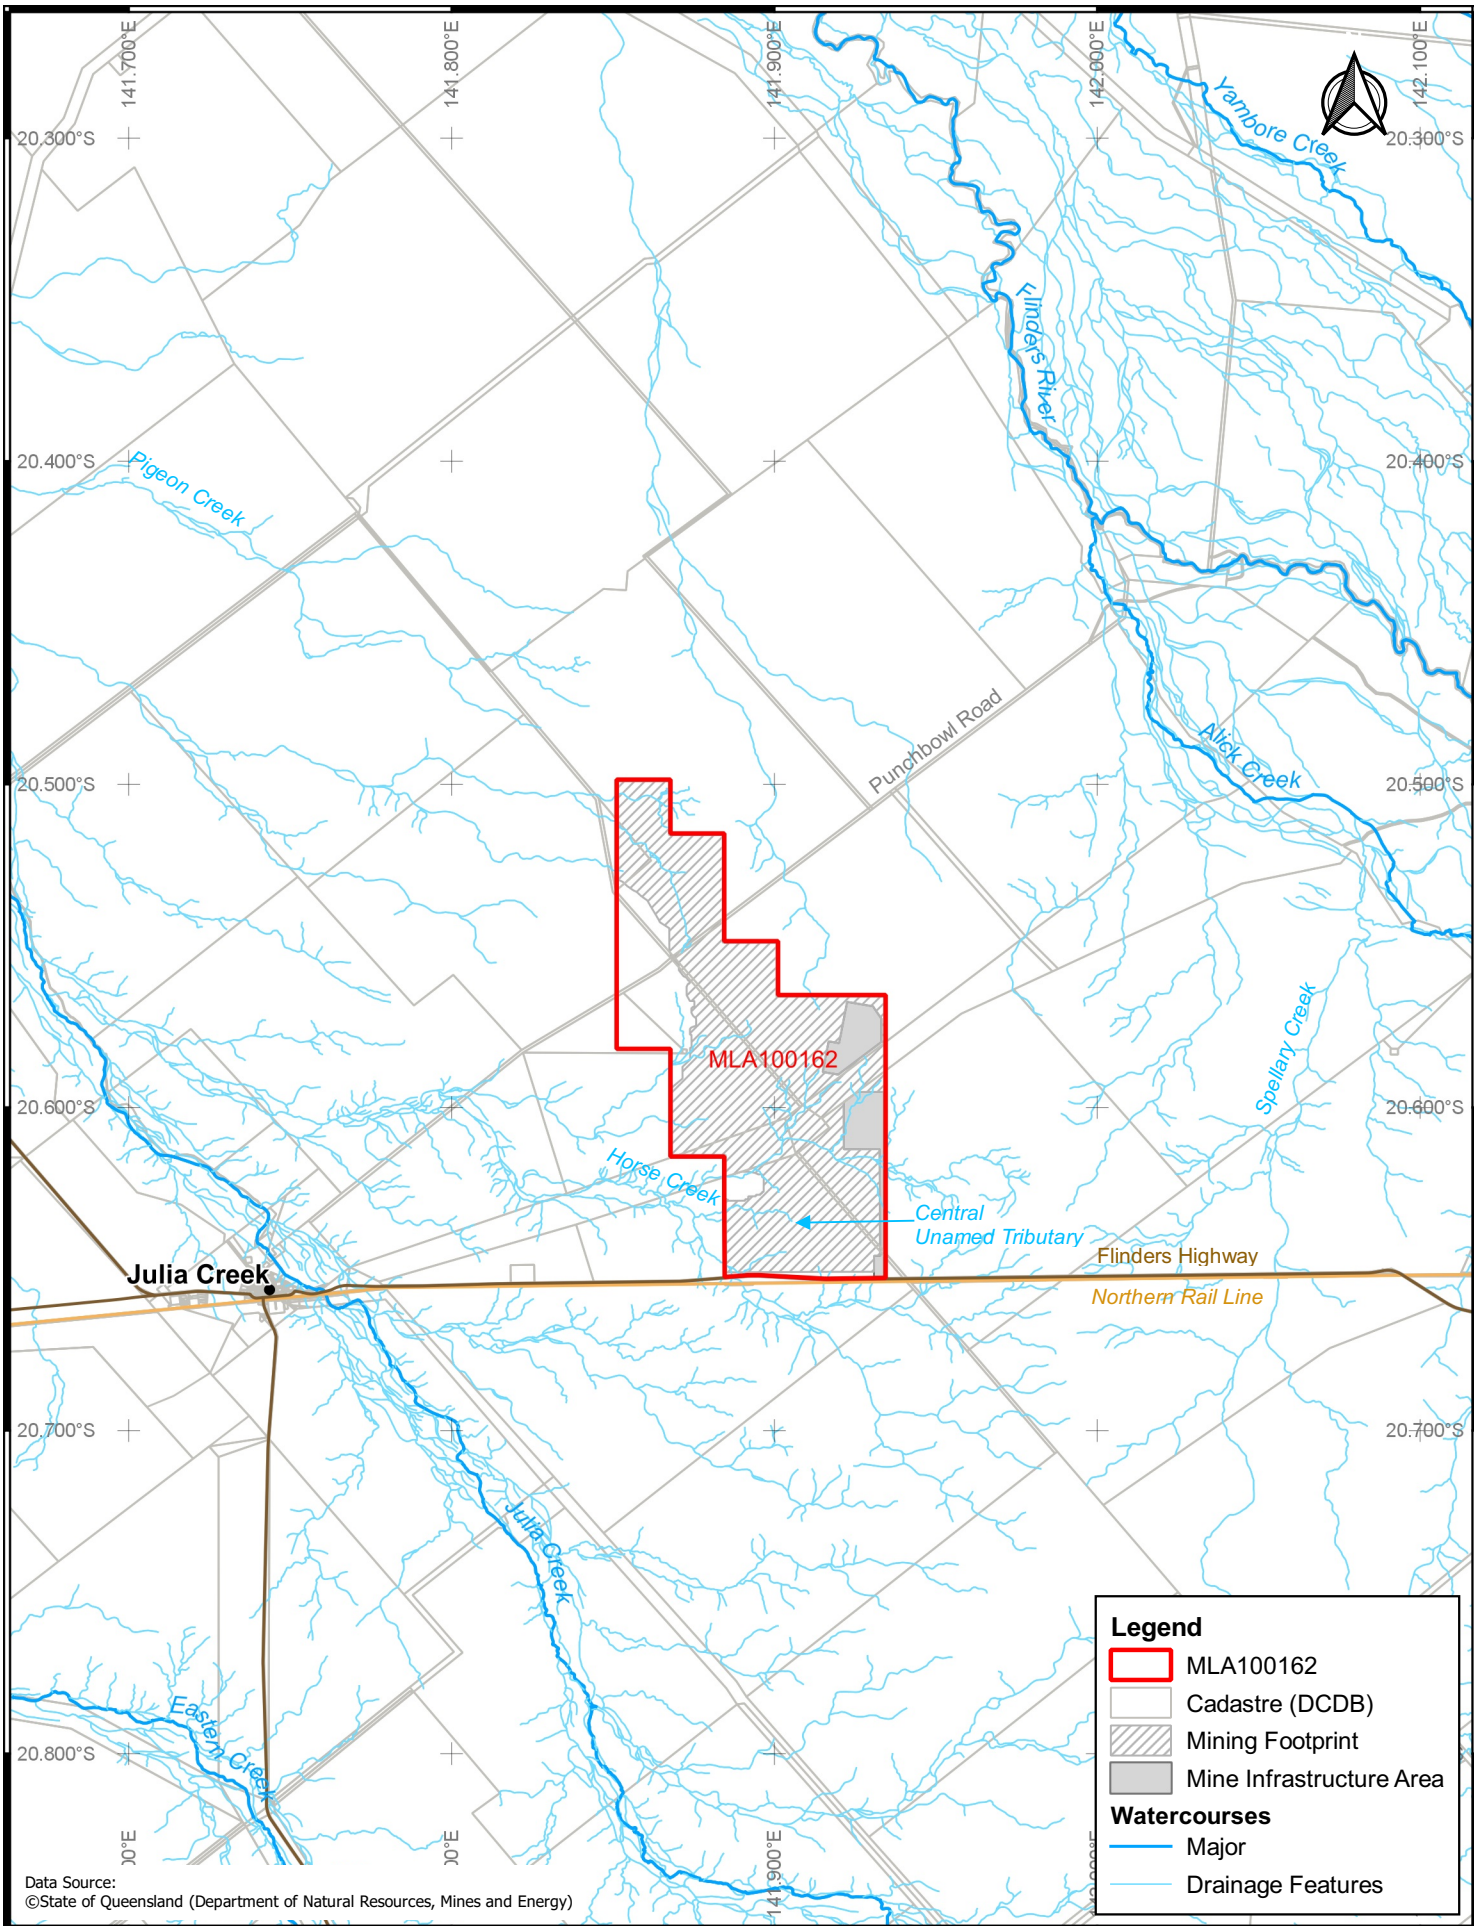 141.700°E
141.800°E
141.900°E
142.000°E
142.100°E
20.300°S
20.300°S
Yambore Creek
Flinders River
20.400°S
20.400°S
Pigeon Creek
Punchbowl Road
Alick Creek
20.500°S
20.500°S
MLA100162
Spellary Creek
20.600°S
20.600°S
Horse Creek
Central
Unamed Tributary
Flinders Highway
Julia Creek
Northern Rail Line
20.700°S
20.700°S
Julia Creek
Eastern Creek
20.800°S
Legend
MLA100162
Cadastre (DCDB)
Mining Footprint
Mine Infrastructure Area
Watercourses
Major
Drainage Features
141.900°E
Data Source:
©State of Queensland (Department of Natural Resources, Mines and Energy)